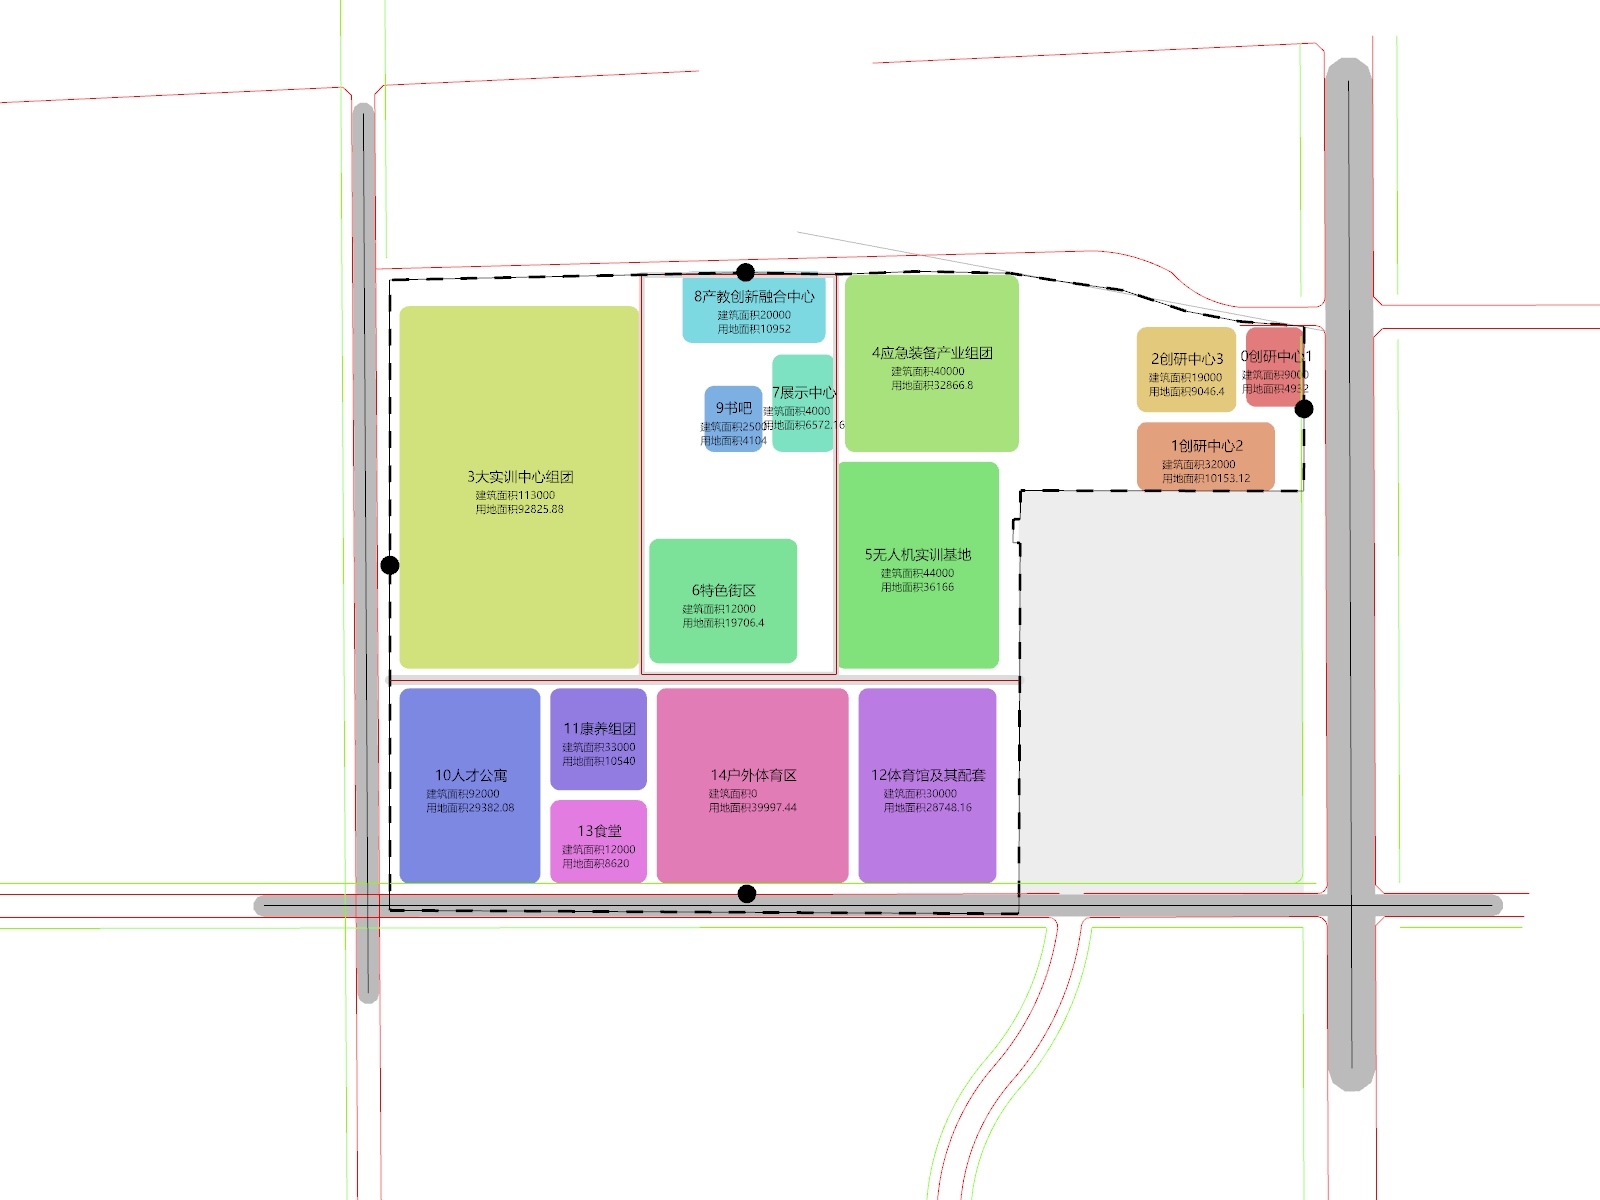 8产教创新融合中心
建筑面积20000
用地面积10952
4应急装备产业组团
建筑面积40000
用地面积32866.8
2创研中心3
建筑面积19000
用地面积9046.4
0创研中心1
建筑面积9000
用地面积4932
7展示中心
建筑面积4000
用地面积6572.16
9书吧
建筑面积2500
用地面积4104
1创研中心2
建筑面积32000
用地面积10153.12
3大实训中心组团
建筑面积113000
用地面积92825.88
5无人机实训基地
建筑面积44000
用地面积36166
6特色街区
建筑面积12000
用地面积19706.4
11康养组团
建筑面积33000
用地面积10540
10人才公寓
建筑面积92000
用地面积29382.08
14户外体育区
建筑面积0
用地面积39997.44
12体育馆及其配套
建筑面积30000
用地面积28748.16
13食堂
建筑面积12000
用地面积8620